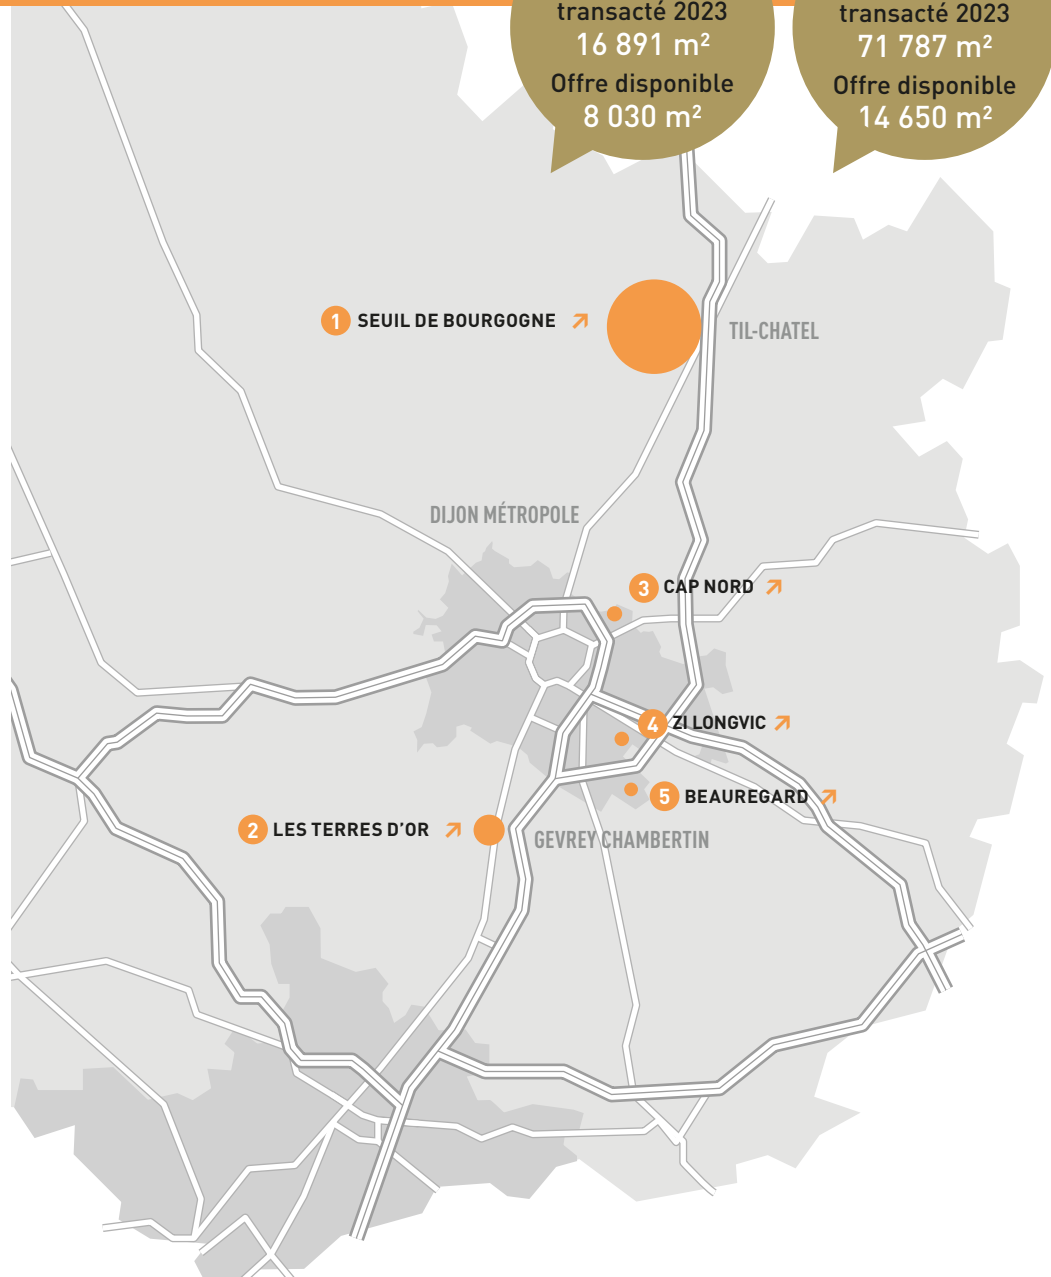 transacté 2023
16 891 m²
Offre disponible
8 030 m²
transacté 2023
71 787 m²
Offre disponible
14 650 m²
1 SEUIL DE BOURGOGNE
TIL-CHATEL
DIJON MÉTROPOLE
3 CAP NORD
4 ZI LONGVIC
5 BEAUREGARD
2 LES TERRES D'OR
GEVREY CHAMBERTIN